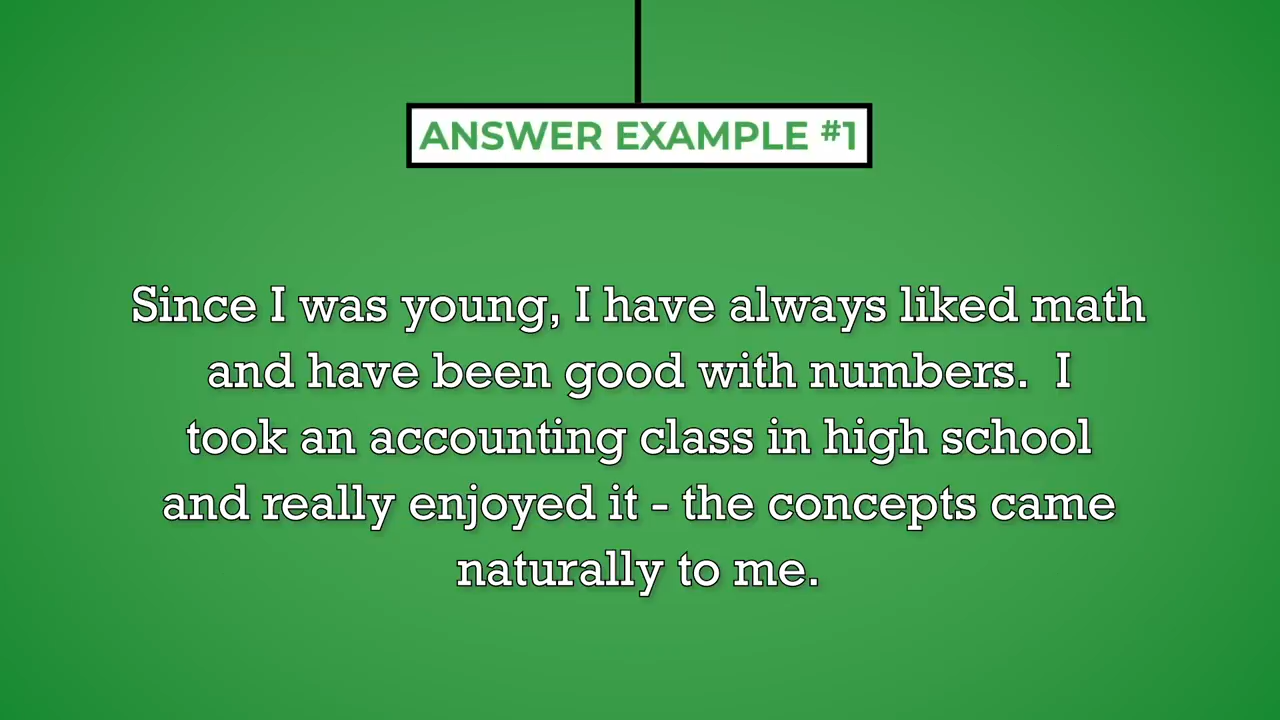 ANSWER EXAMPLE #1
Since I was young, I have always liked math
and have been good with numbers.  I
took an accounting class in high school
and really enjoyed it - the concepts came
naturally to me.